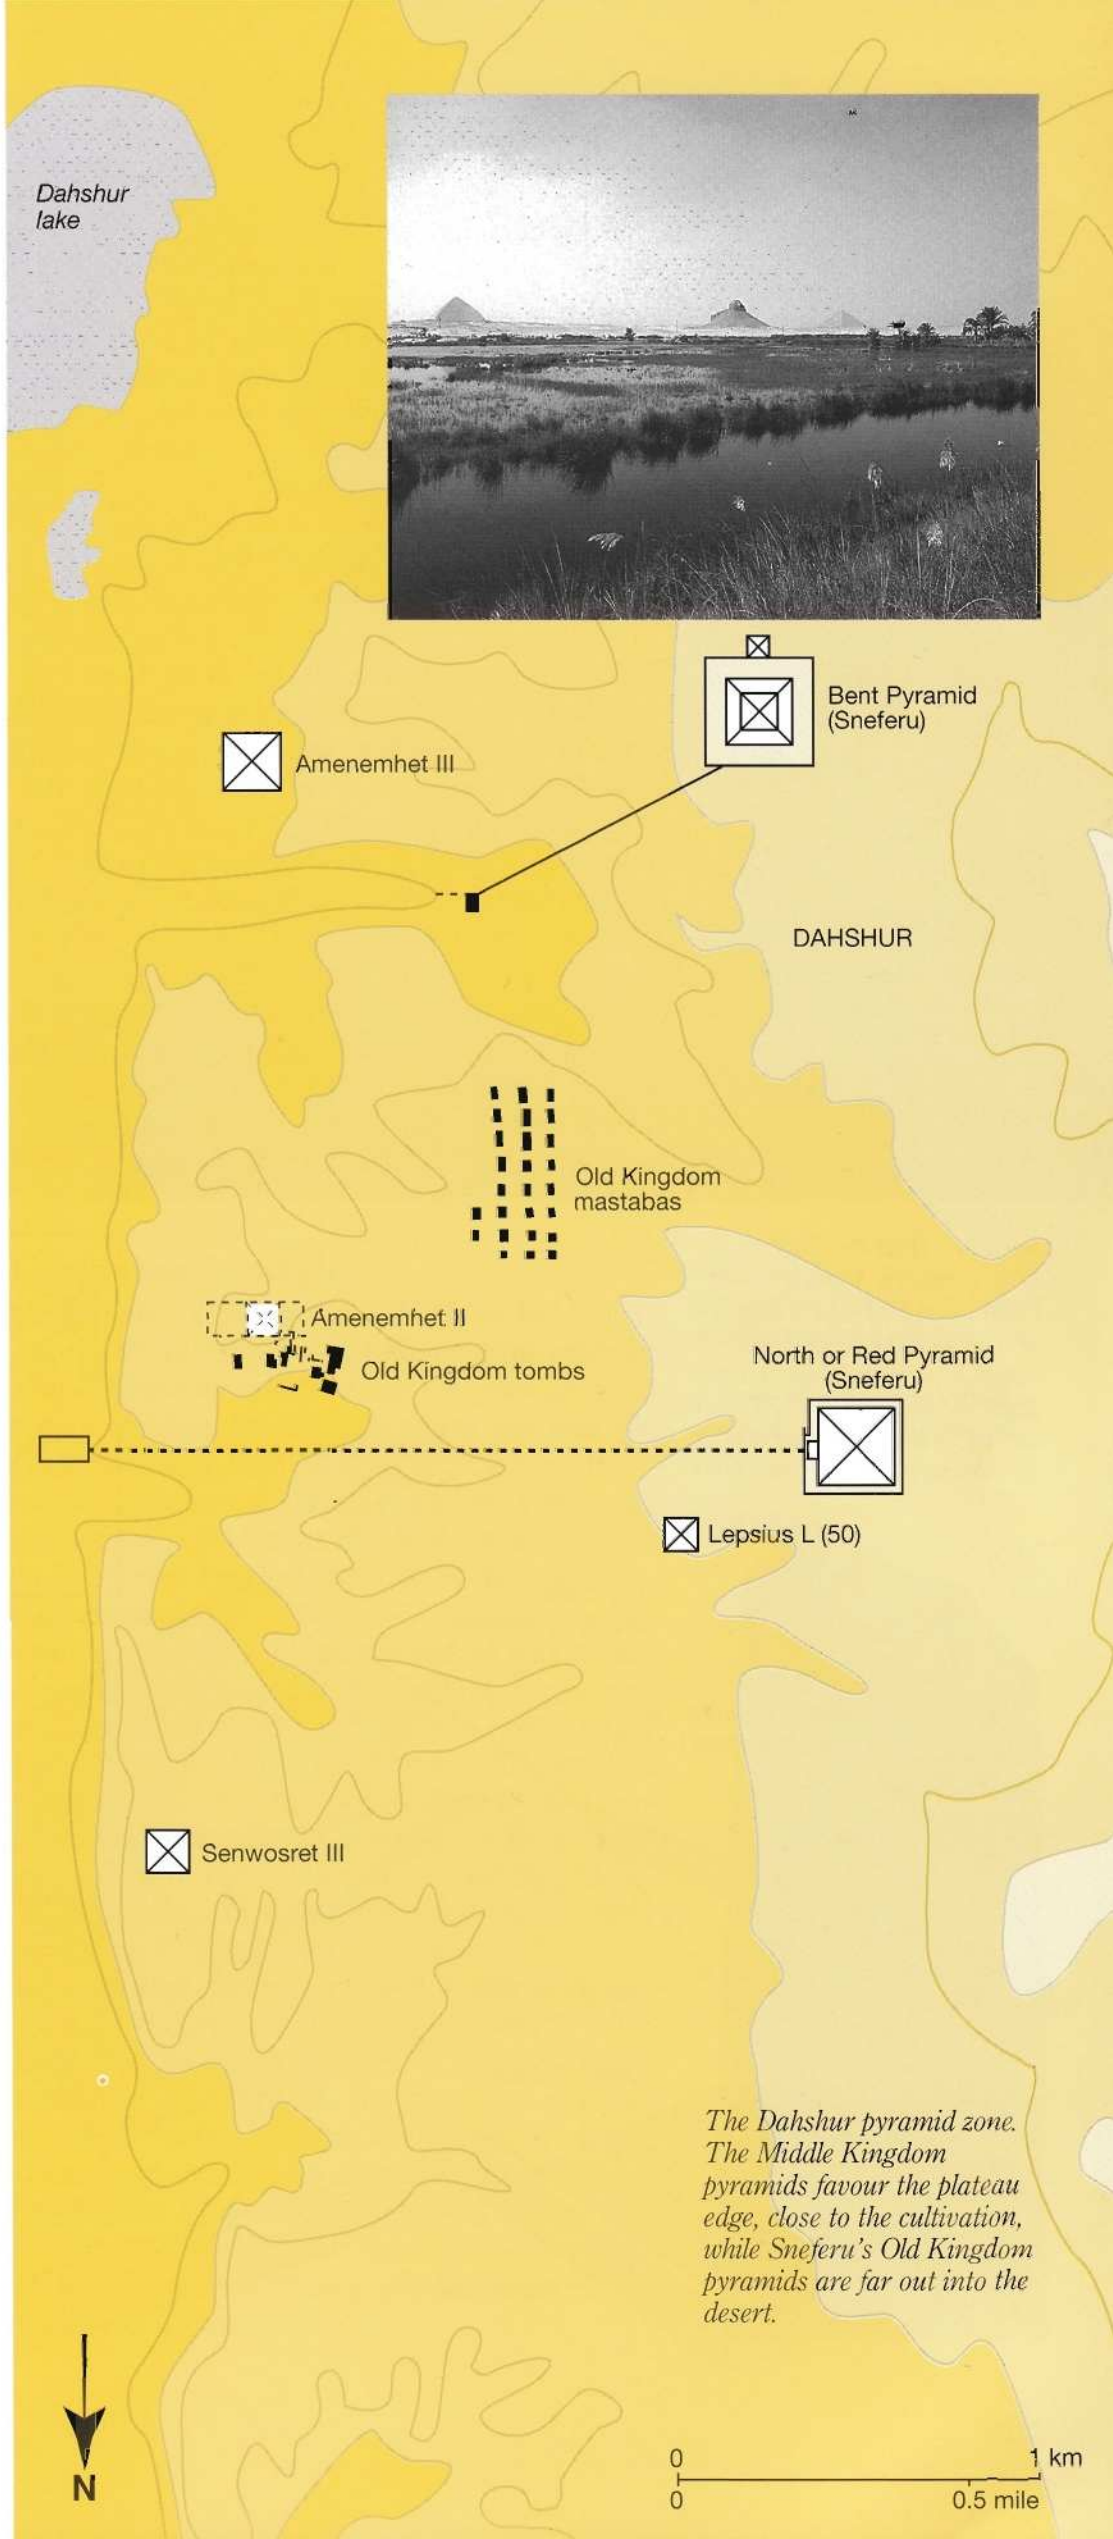 Dahshur
lake
Bent Pyramid
(Sneferu)
Amenemhet III
DAHSHUR
Old Kingdom
mastabas
Amenemhet II
Old Kingdom tombs
North or Red Pyramid
(Sneferu)
Lepsius L (50)
Senwosret III
The Dahshur pyramid zone.
The Middle Kingdom
pyramids favour the plateau
edge, close to the cultivation,
while Sneferu's Old Kingdom
pyramids are far out into the
desert.
N
0 1 km
0 0.5 mile